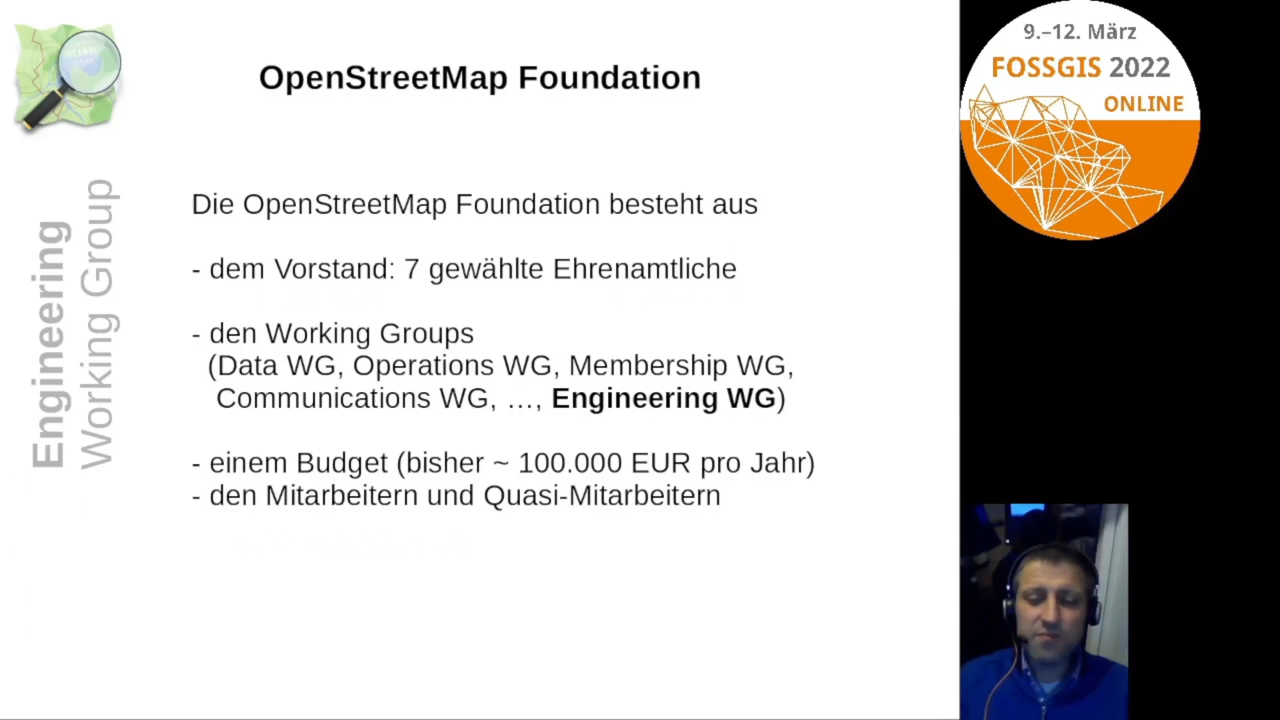 OpenStreetMap Foundation
Engineering
Working Group
Die OpenStreetMap Foundation besteht aus
- dem Vorstand: 7 gewählte Ehrenamtliche
- den Working Groups
(Data WG, Operations WG, Membership WG,
Communications WG, …, Engineering WG)
- einem Budget (bisher ~ 100.000 EUR pro Jahr)
- den Mitarbeitern und Quasi-Mitarbeitern
9.–12. März
FOSSGIS 2022
ONLINE